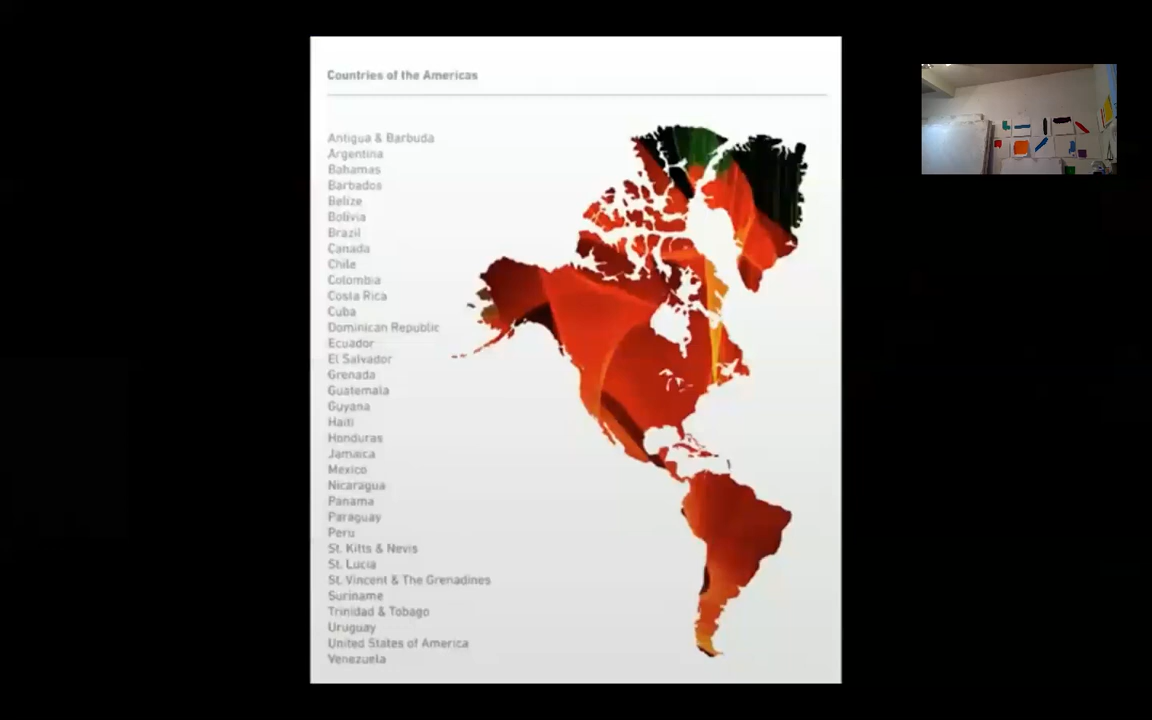 Countries of the Americas
Antigua & Barbuda
Argentina
Bahamas
Barbados
Belize
Bolivia
Brazil
Canada
Chile
Colombia
Costa Rica
Cuba
Dominican Republic
Ecuador
El Salvador
Grenada
Guatemala
Guyana
Haiti
Honduras
Jamaica
Mexico
Nicaragua
Panama
Paraguay
Peru
St. Kitts & Nevis
St. Lucia
St. Vincent & The Grenadines
Suriname
Trinidad & Tobago
Uruguay
United States of America
Venezuela